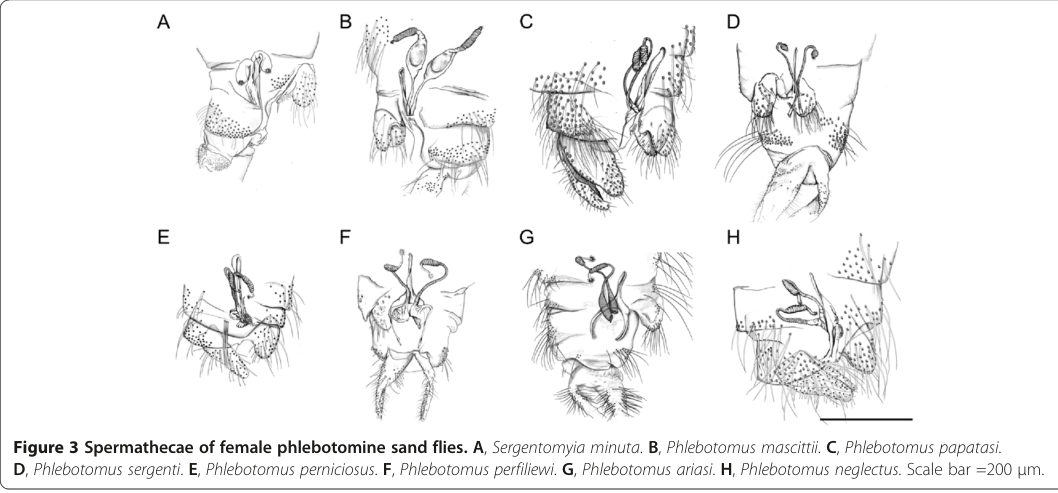 A
B
C
D
E
F
G
H
Figure 3 Spermathecae of female phlebotomine sand flies. A, Sergentomyia minuta. B, Phlebotomus mascittii. C, Phlebotomus papatasi.
D, Phlebotomus sergenti. E, Phlebotomus perniciosus. F, Phlebotomus perfiliewi. G, Phlebotomus ariasi. H, Phlebotomus neglectus. Scale bar =200 μm.